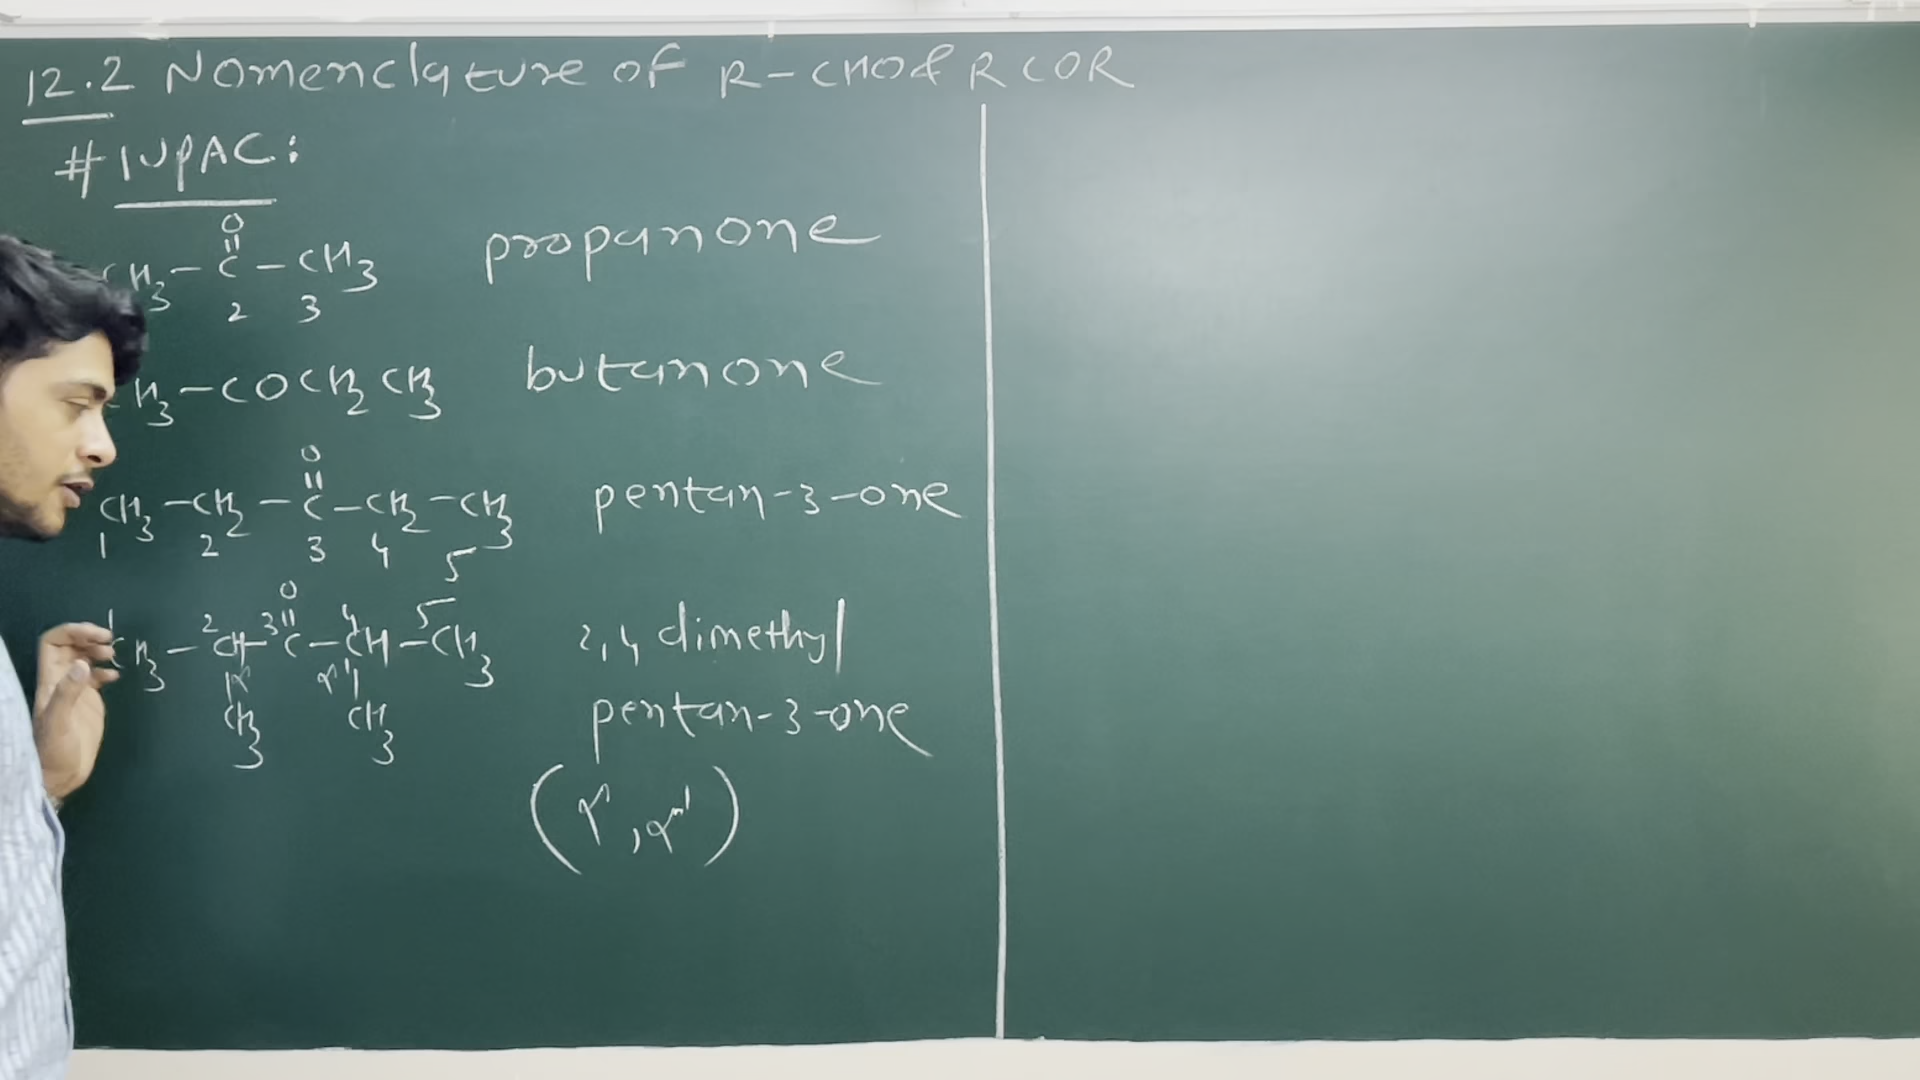 12.2 Nomenclature of R-CHO & RCOR
# IUPAC:
O
H3 - C - CH3 propanone
2 3
H3 - COCH2CH3 butanone
O
CH3 - CH2 - C - CH2 - CH3 pentan-3-one
1 2 3 4 5
O
1 2 3 4 5
CH3 - CH - C - CH - CH3 2,4 dimethyl
α α'
CH3 CH3 pentan-3-one
(α, α')